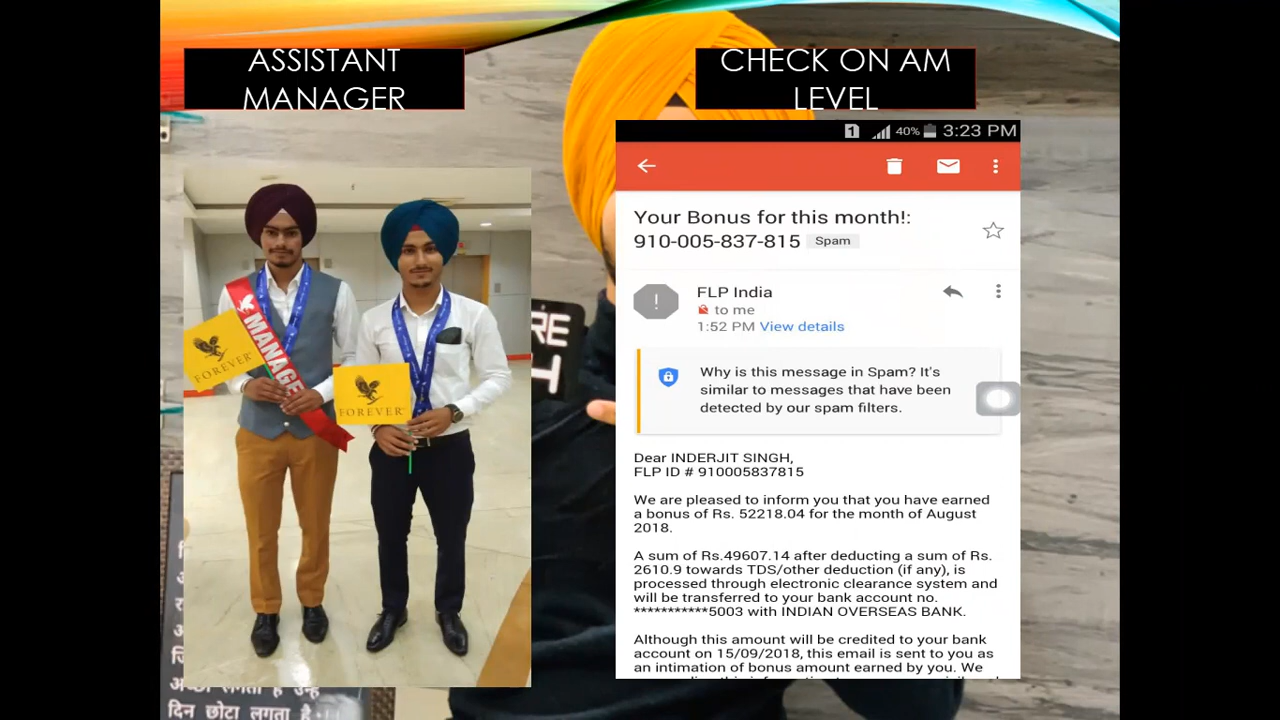 ASSISTANT
MANAGER
CHECK ON AM
LEVEL
1 40% 3:23 PM
Your Bonus for this month!:
910-005-837-815 Spam
FLP India
to me
1:52 PM View details
Why is this message in Spam? It's
similar to messages that have been
detected by our spam filters.
Dear INDERJIT SINGH,
FLP ID # 910005837815
We are pleased to inform you that you have earned
a bonus of Rs. 52218.04 for the month of August
2018.
A sum of Rs.49607.14 after deducting a sum of Rs.
2610.9 towards TDS/other deduction (if any), is
processed through electronic clearance system and
will be transferred to your bank account no.
***********5003 with INDIAN OVERSEAS BANK.
Although this amount will be credited to your bank
account on 15/09/2018, this email is sent to you as
an intimation of bonus amount earned by you. We
MANAGER
FOREVER
FOREVER
RE
H
अच्छा लगता है उन्हें
दिन छोटा लगता है